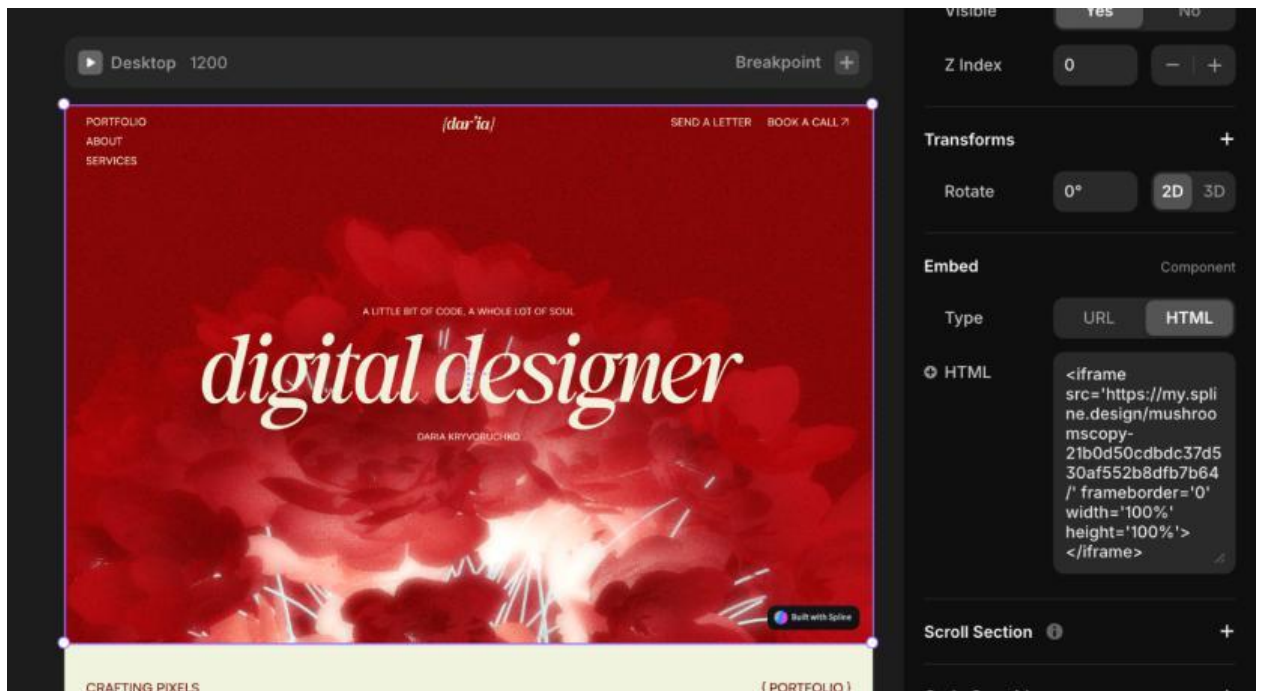 Visible Yes No
Desktop 1200 Breakpoint +
Z Index 0 − +
PORTFOLIO
ABOUT
SERVICES
/dar'ia/
SEND A LETTER BOOK A CALL↗
Transforms +
Rotate 0° 2D 3D
Embed Component
Type URL HTML
A LITTLE BIT OF CODE, A WHOLE LOT OF SOUL
digital designer
DARIA KRYVORUCHKO
HTML
<iframe
src='https://my.spli
ne.design/mushroo
mscopy-
21b0d50cdbdc37d5
30af552b8dfb7b64
/' frameborder='0'
width='100%'
height='100%'>
</iframe>
Built with Spline
Scroll Section +
CRAFTING PIXELS { PORTFOLIO }